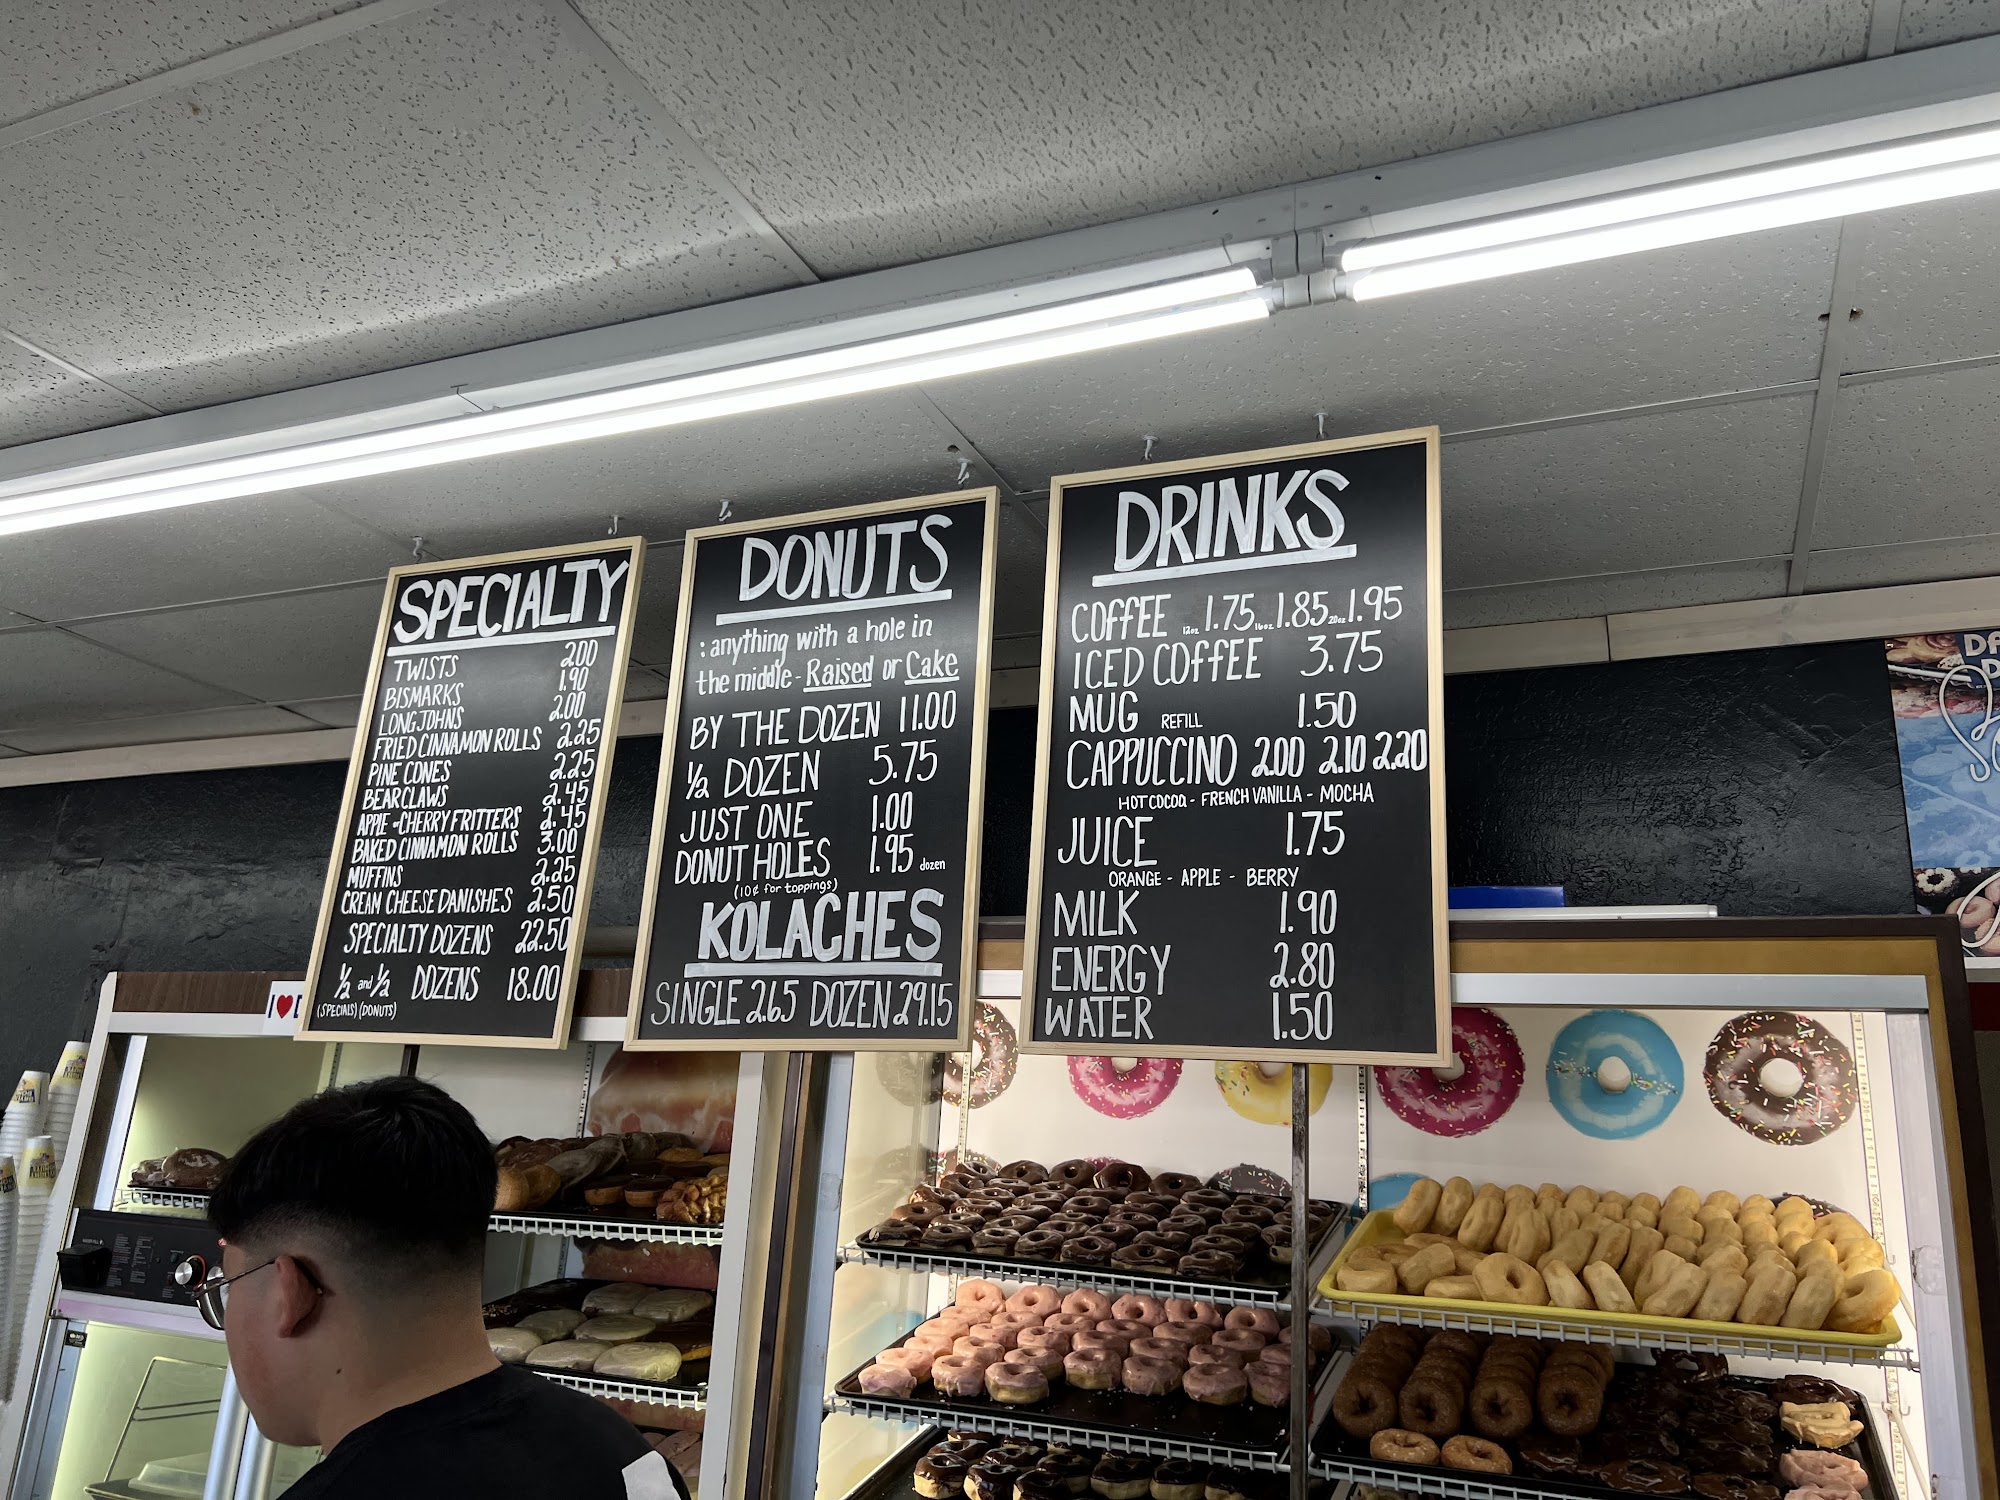 SPECIALTY
TWISTS 2.00
BISMARKS 1.90
LONG JOHNS 2.00
FRIED CINNAMON ROLLS 2.25
PINE CONES 2.25
BEARCLAWS 2.45
APPLE - CHERRY FRITTERS 2.45
BAKED CINNAMON ROLLS 3.00
MUFFINS 2.25
CREAM CHEESE DANISHES 2.50
SPECIALTY DOZENS 22.50
1/2 and 1/2 DOZENS 18.00
(SPECIALS) (DONUTS)
DONUTS
: anything with a hole in
the middle - Raised or Cake
BY THE DOZEN 11.00
1/2 DOZEN 5.75
JUST ONE 1.00
DONUT HOLES 1.95 dozen
(10¢ for toppings)
KOLACHES
SINGLE 2.65 DOZEN 29.15
DRINKS
COFFEE 12oz 1.75 16oz 1.85 20oz 1.95
ICED COFFEE 3.75
MUG REFILL 1.50
CAPPUCCINO 2.00 2.10 2.20
HOT COCOA - FRENCH VANILLA - MOCHA
JUICE 1.75
ORANGE - APPLE - BERRY
MILK 1.90
ENERGY 2.80
WATER 1.50
I ❤